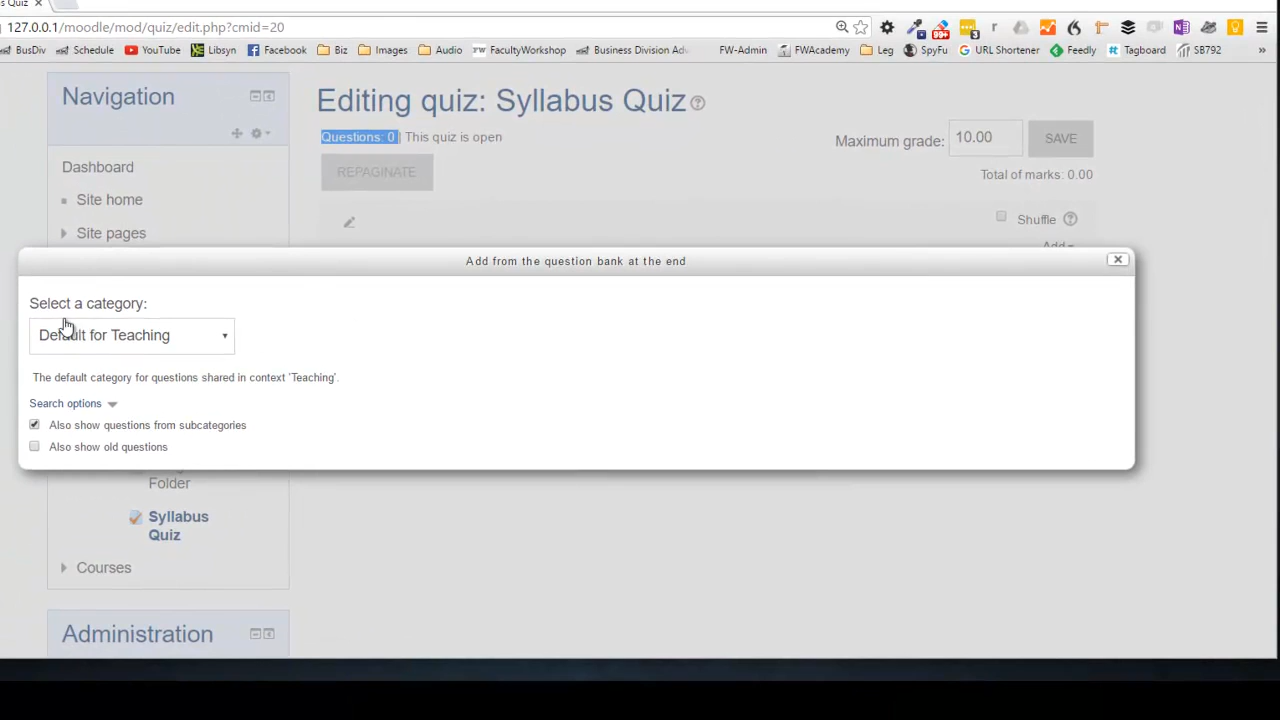 s Quiz
127.0.0.1/moodle/mod/quiz/edit.php?cmid=20
99+
3
r
BusDiv Schedule YouTube Libsyn Facebook Biz Images Audio FacultyWorkshop Business Division Adv FW-Admin FWAcademy Leg SpyFu URL Shortener Feedly Tagboard SB792 »
Navigation
Editing quiz: Syllabus Quiz
Questions: 0 | This quiz is open
Maximum grade: 10.00 SAVE
Dashboard
REPAGINATE
Total of marks: 0.00
Site home
Shuffle
Site pages
Add
Add from the question bank at the end
Select a category:
Default for Teaching
The default category for questions shared in context 'Teaching'.
Search options
Also show questions from subcategories
Also show old questions
Folder
Syllabus
Quiz
Courses
Administration